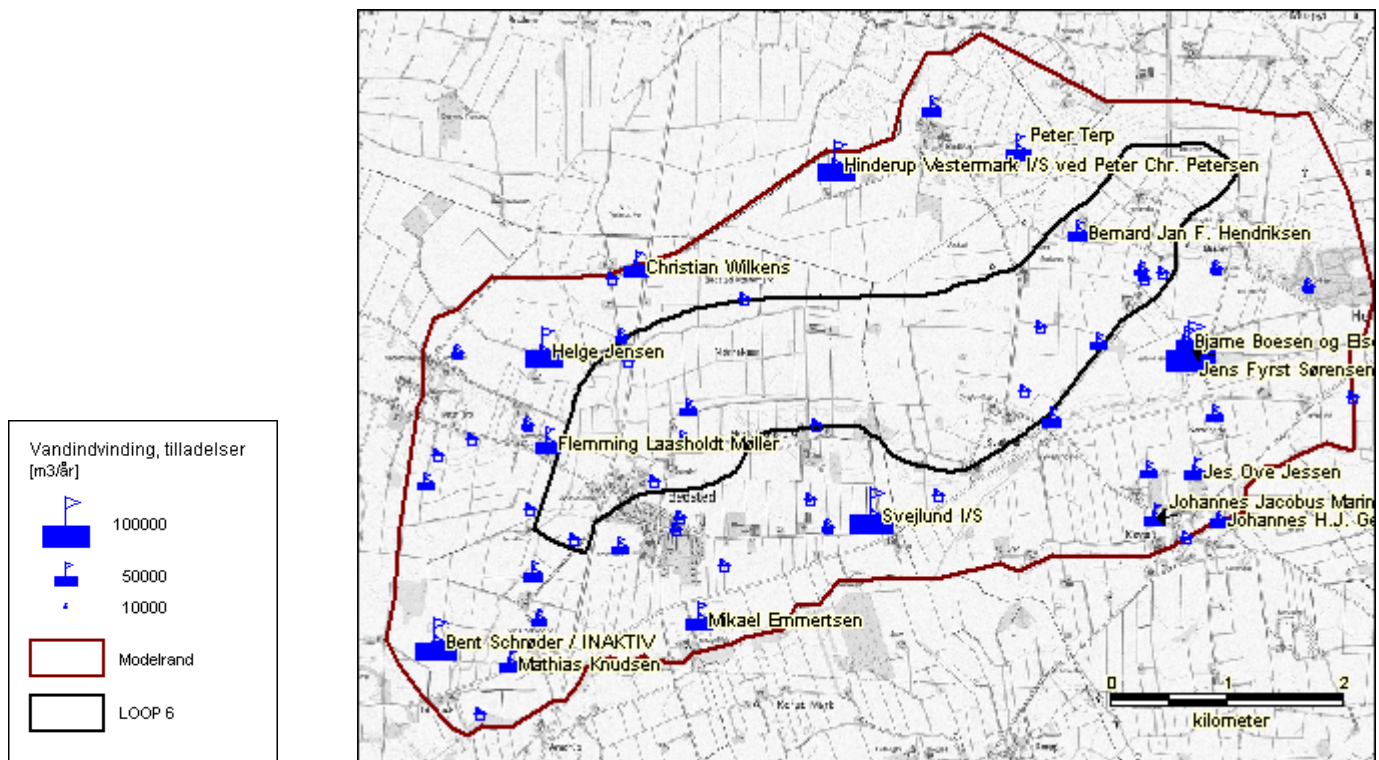 Peter Terp
Hinderup Vestermark I/S ved Peter Chr. Petersen
Bernard Jan F. Hendriksen
Christian Wilkens
Helge Jensen
Bjarne Boesen og Else
Jens Fyrst Sørensen
Flemming Laasholdt Møller
Jes Ove Jessen
Bedsted
Johannes Jacobus Marin
Svejlund I/S
Johannes H.J. Ge
Mikael Emmertsen
Bent Schrøder / INAKTIV
Mathias Knudsen
0 1 2
kilometer
Vandindvinding, tilladelser
[m3/år]
100000
50000
10000
Modelrand
LOOP 6